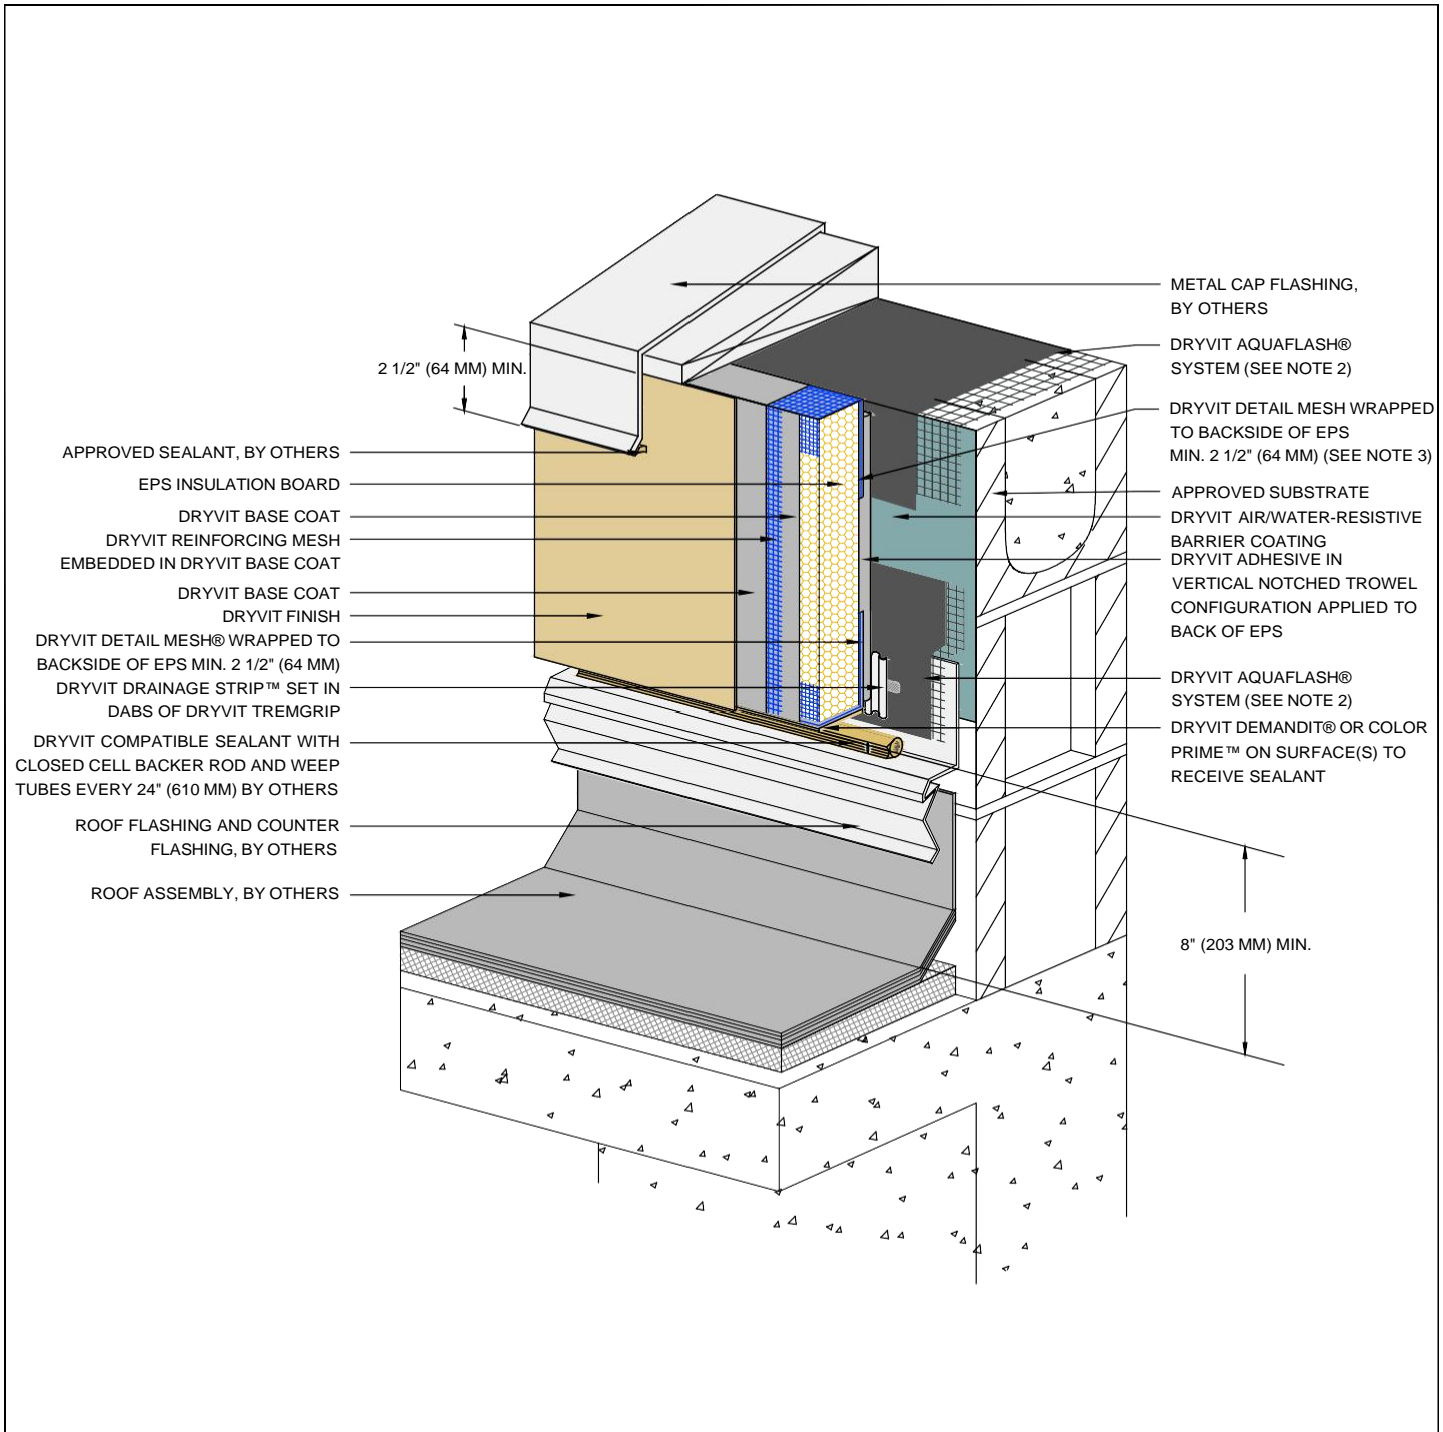 2 1/2" (64 MM) MIN.
APPROVED SEALANT, BY OTHERS
EPS INSULATION BOARD
DRYVIT BASE COAT
DRYVIT REINFORCING MESH
EMBEDDED IN DRYVIT BASE COAT
DRYVIT BASE COAT
DRYVIT FINISH
DRYVIT DETAIL MESH® WRAPPED TO
BACKSIDE OF EPS MIN. 2 1/2" (64 MM)
DRYVIT DRAINAGE STRIP™ SET IN
DABS OF DRYVIT TREMGRIP
DRYVIT COMPATIBLE SEALANT WITH
CLOSED CELL BACKER ROD AND WEEP
TUBES EVERY 24" (610 MM) BY OTHERS
ROOF FLASHING AND COUNTER
FLASHING, BY OTHERS
ROOF ASSEMBLY, BY OTHERS
METAL CAP FLASHING,
BY OTHERS
DRYVIT AQUAFLASH®
SYSTEM (SEE NOTE 2)
DRYVIT DETAIL MESH WRAPPED
TO BACKSIDE OF EPS
MIN. 2 1/2" (64 MM) (SEE NOTE 3)
APPROVED SUBSTRATE
DRYVIT AIR/WATER-RESISTIVE
BARRIER COATING
DRYVIT ADHESIVE IN
VERTICAL NOTCHED TROWEL
CONFIGURATION APPLIED TO
BACK OF EPS
DRYVIT AQUAFLASH®
SYSTEM (SEE NOTE 2)
DRYVIT DEMANDIT® OR COLOR
PRIME™ ON SURFACE(S) TO
RECEIVE SEALANT
8" (203 MM) MIN.